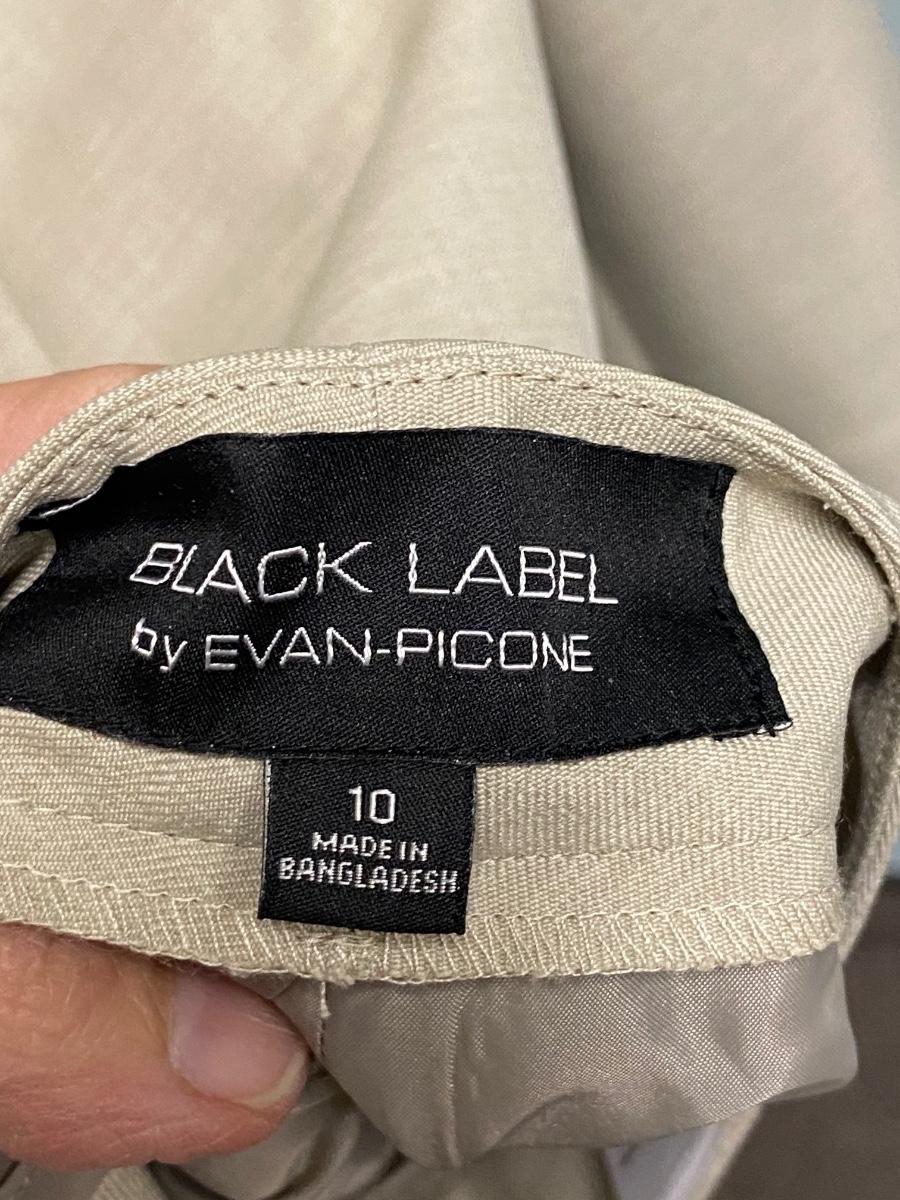 BLACK LABEL
by EVAN-PICONE
10
MADE IN
BANGLADESH